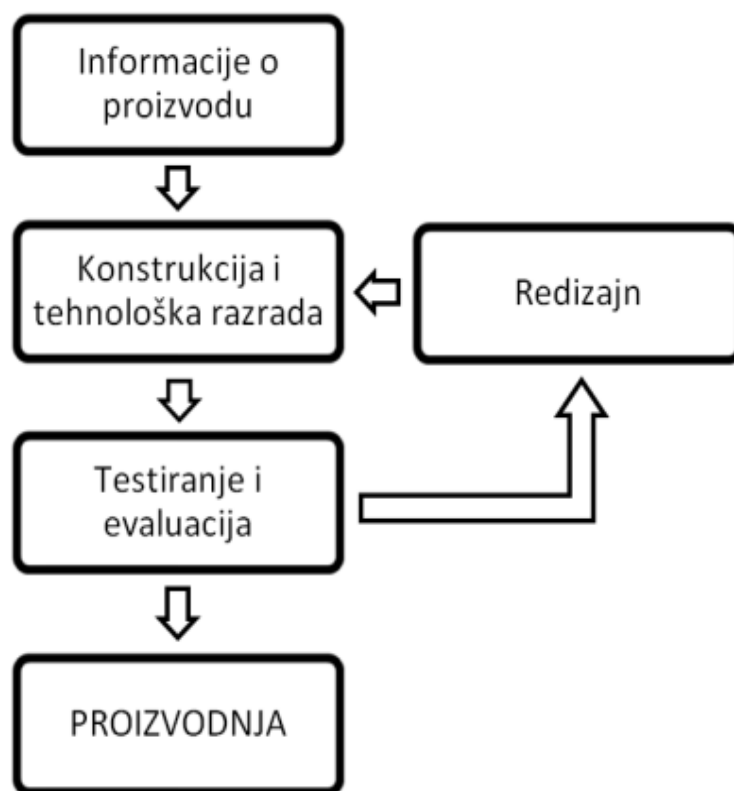 Informacije o
proizvodu
Konstrukcija i
tehnološka razrada
Redizajn
Testiranje i
evaluacija
PROIZVODNJA